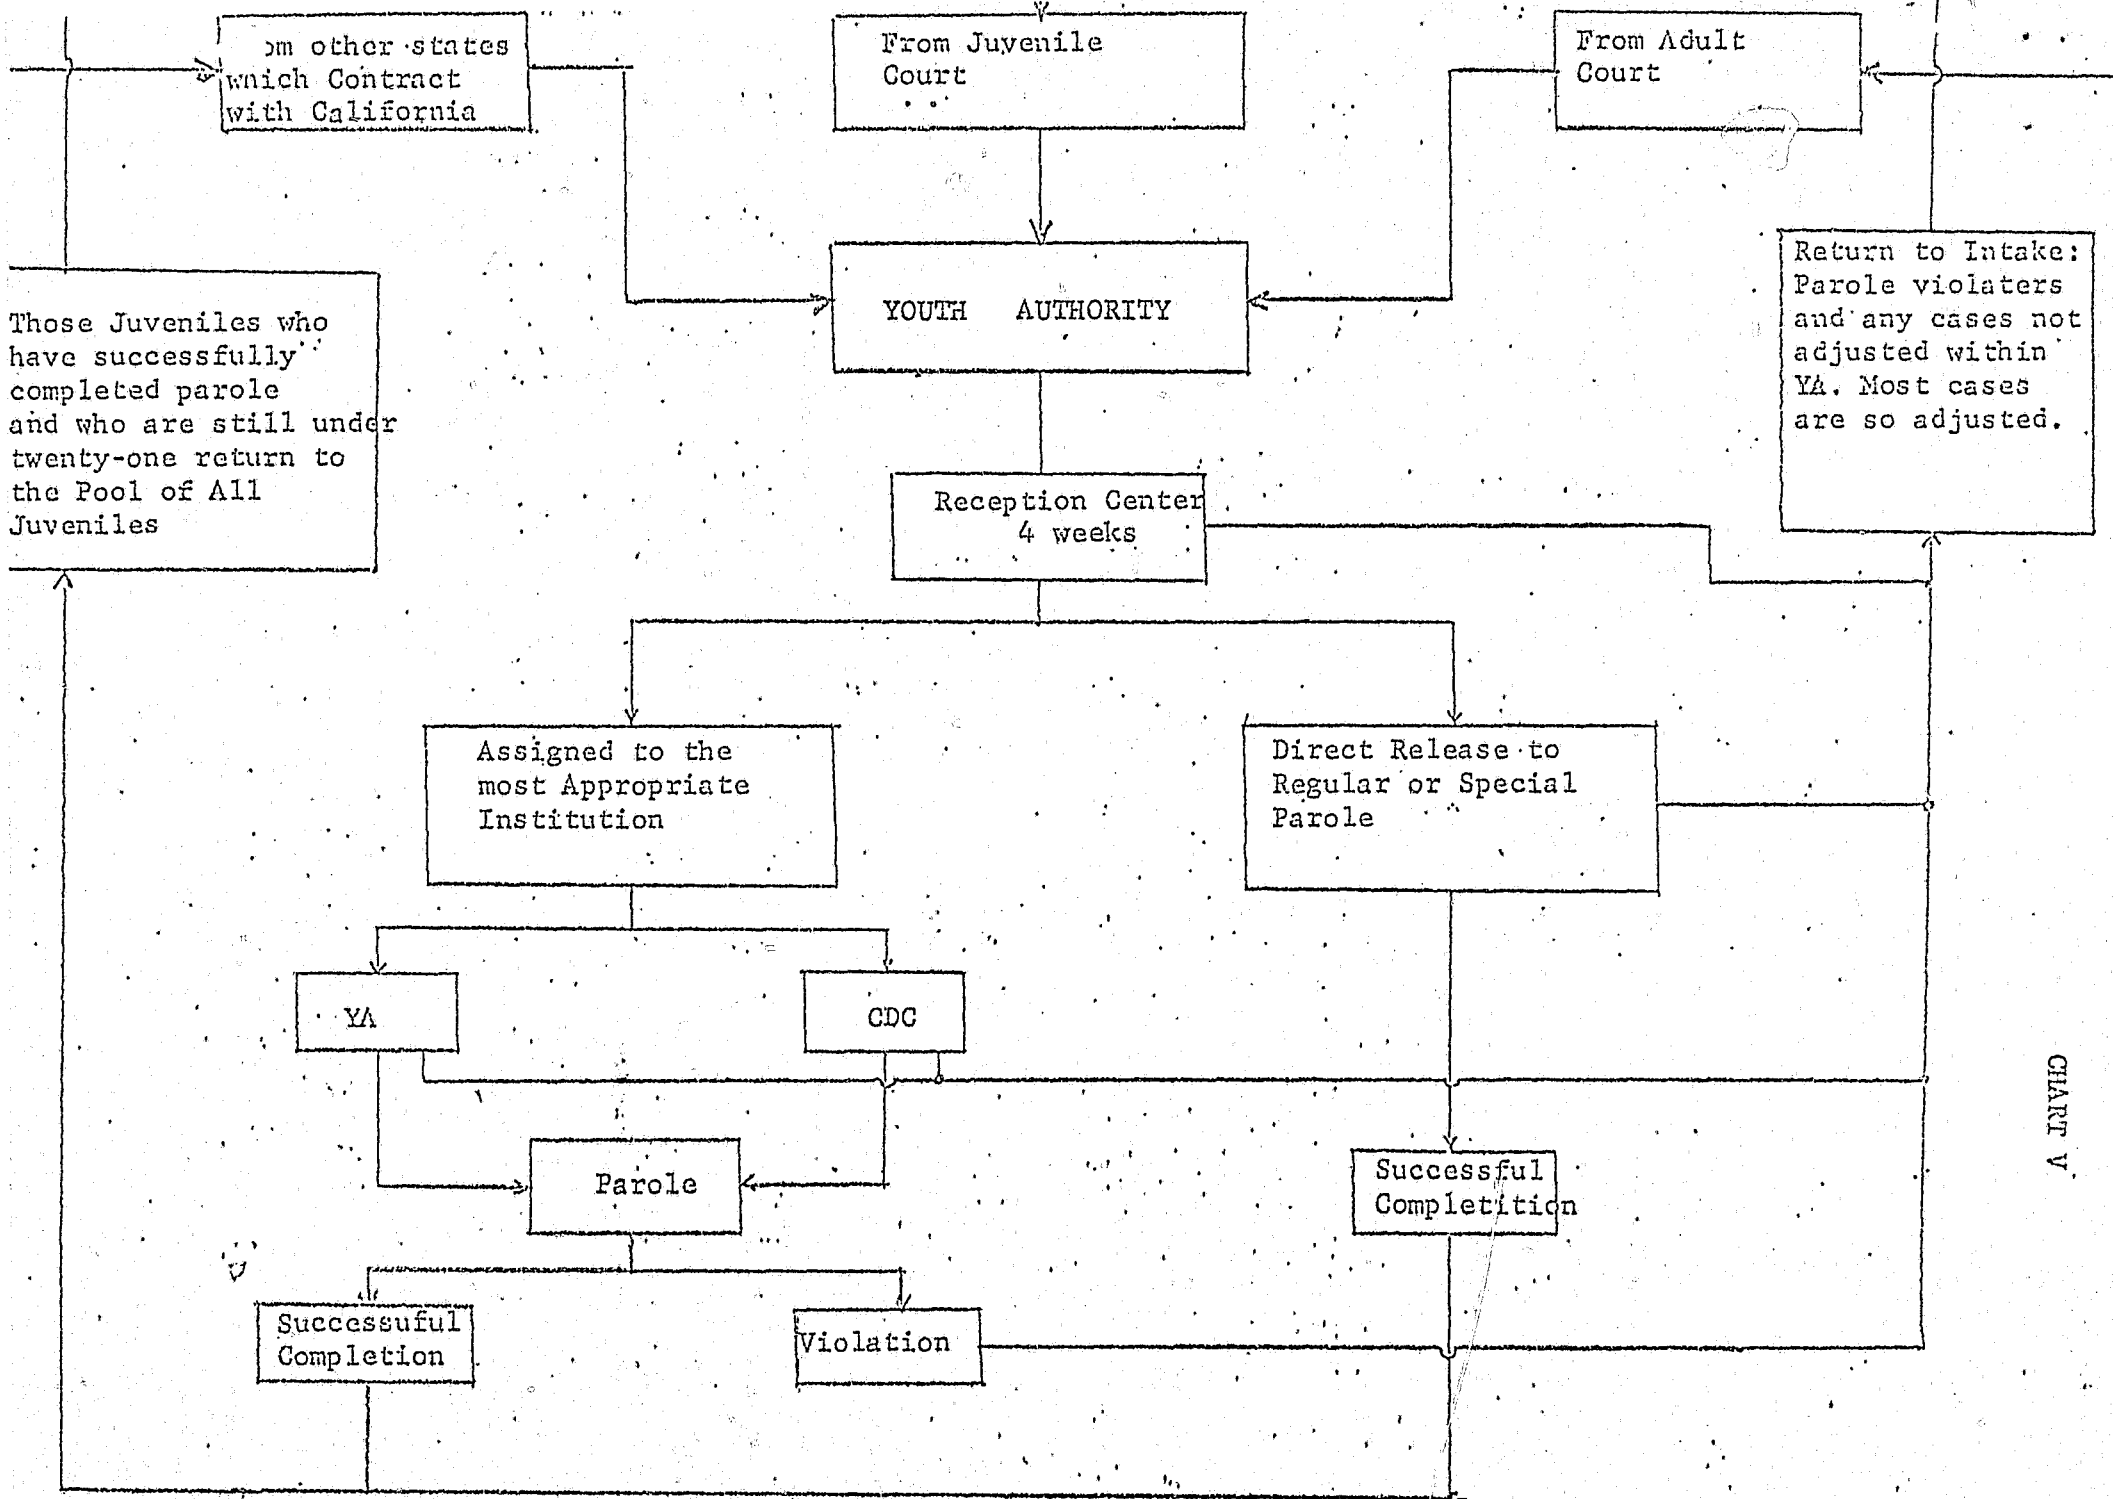 om other states
which Contract
with California
From Juvenile
Court
From Adult
Court
Those Juveniles who
have successfully
completed parole
and who are still under
twenty-one return to
the Pool of All
Juveniles
YOUTH AUTHORITY
Return to Intake:
Parole violaters
and any cases not
adjusted within
YA. Most cases
are so adjusted.
Reception Center
4 weeks
Assigned to the
most Appropriate
Institution
Direct Release to
Regular or Special
Parole
YA
CDC
CHART V
Parole
Successful
Completition
Successuful
Completion
Violation